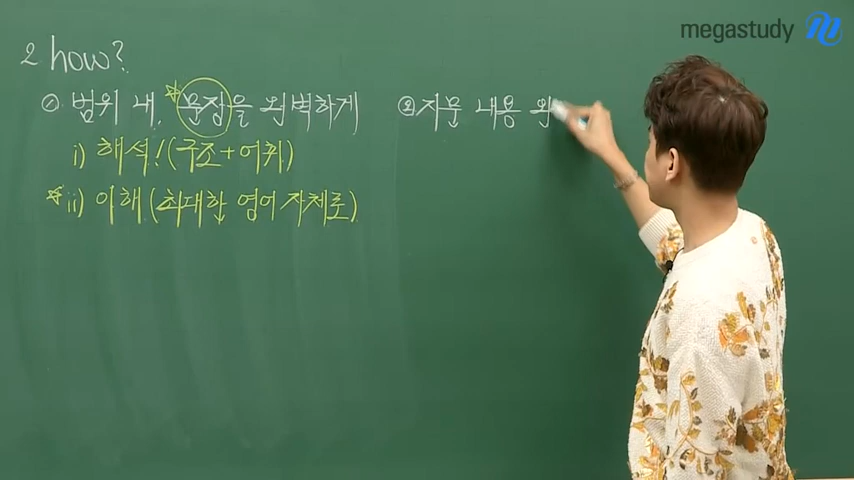 megastudy
2 how?
① 범위 내, ☆문장을 완벽하게
i) 해석! (구조+어휘)
☆ ii) 이해 (최대한 영어 자체로)
② 지문 내용 완